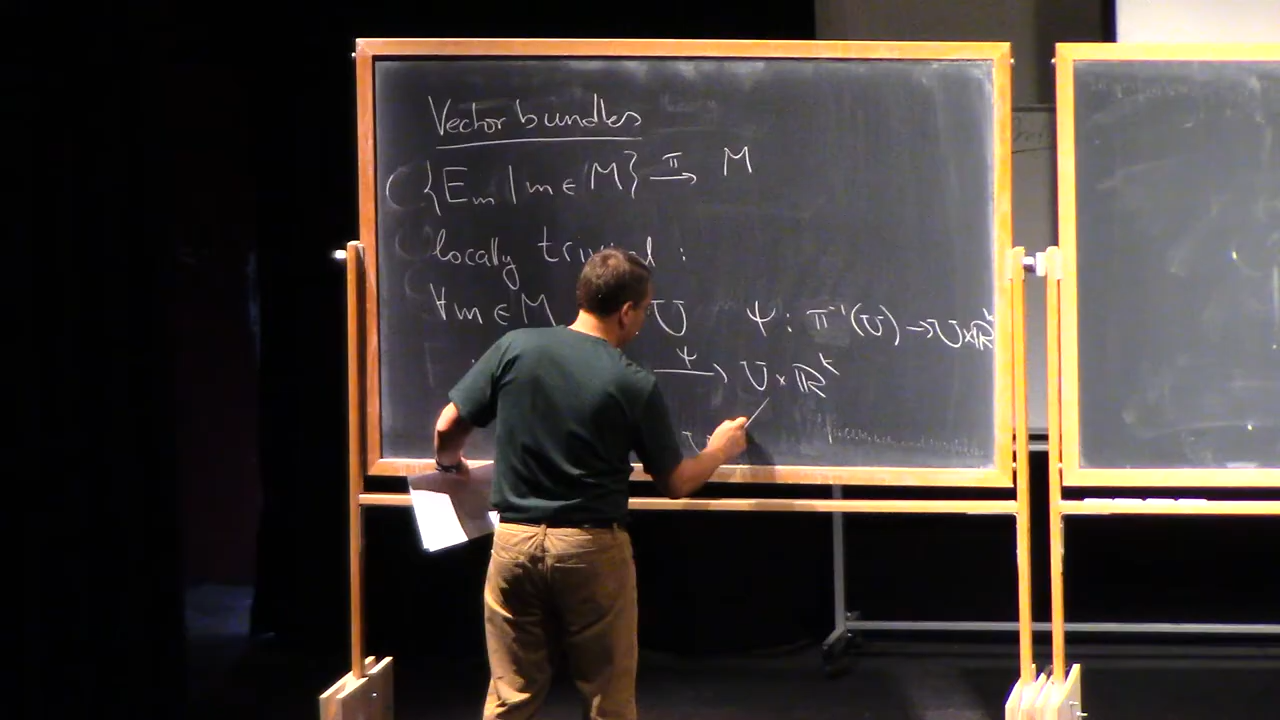 Vector bundles
{E_m | m ∈ M} →^π M
locally trivial :
∀m ∈ M U Ψ : π⁻¹(U) → U×ℝᵏ
→^Ψ U × ℝᵏ
U